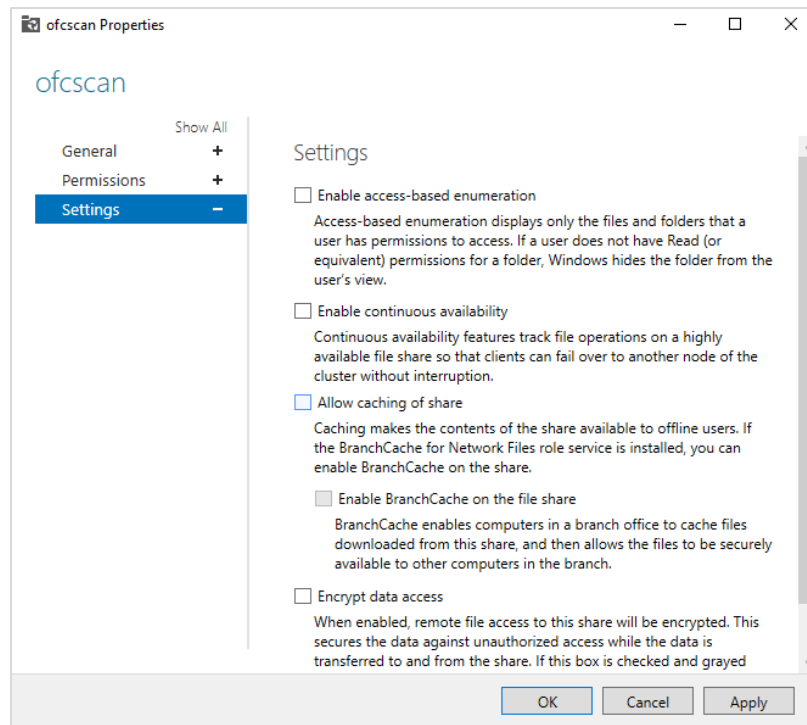 ofcscan Properties
ofcscan
Show All
General
Permissions
Settings
Settings
Enable access-based enumeration
Access-based enumeration displays only the files and folders that a
user has permissions to access. If a user does not have Read (or
equivalent) permissions for a folder, Windows hides the folder from the
user's view.
Enable continuous availability
Continuous availability features track file operations on a highly
available file share so that clients can fail over to another node of the
cluster without interruption.
Allow caching of share
Caching makes the contents of the share available to offline users. If
the BranchCache for Network Files role service is installed, you can
enable BranchCache on the share.
Enable BranchCache on the file share
BranchCache enables computers in a branch office to cache files
downloaded from this share, and then allows the files to be securely
available to other computers in the branch.
Encrypt data access
When enabled, remote file access to this share will be encrypted. This
secures the data against unauthorized access while the data is
transferred to and from the share. If this box is checked and grayed
OK Cancel Apply